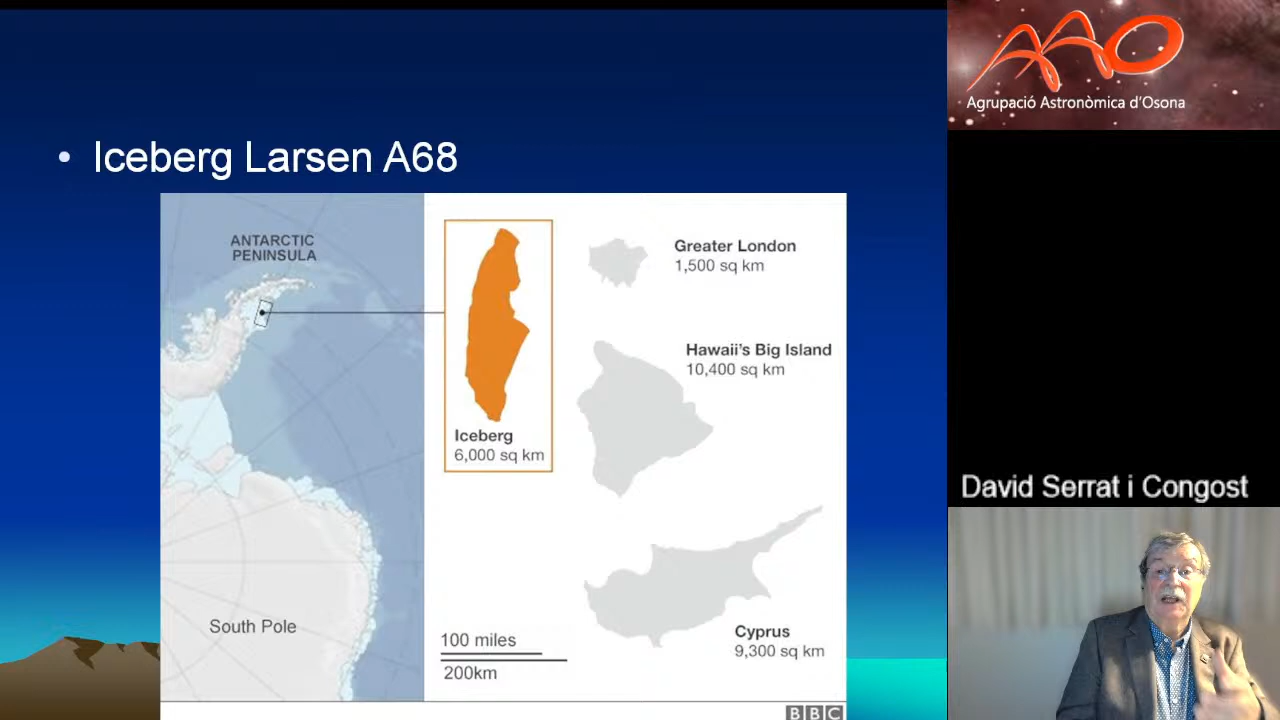 • Iceberg Larsen A68
ANTARCTIC
PENINSULA
South Pole
Iceberg
6,000 sq km
100 miles
200km
Greater London
1,500 sq km
Hawaii's Big Island
10,400 sq km
Cyprus
9,300 sq km
BBC
AAO
Agrupació Astronòmica d'Osona
David Serrat i Congost